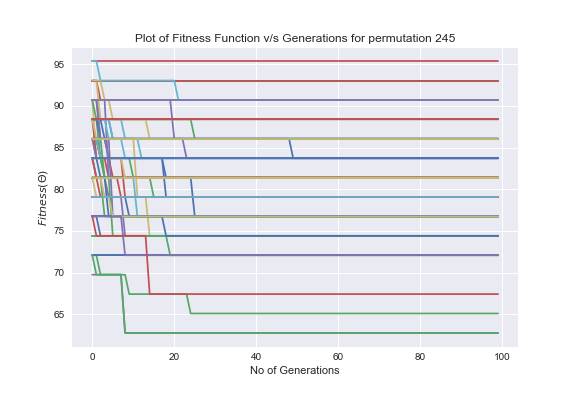 Plot of Fitness Function v/s Generations for permutation 245
95
90
85
80
75
70
65
Fitness(Θ)
0 20 40 60 80 100
No of Generations